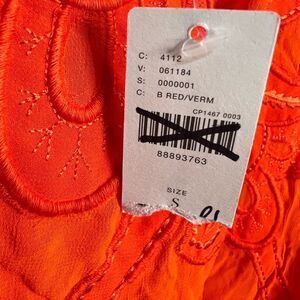 C: 4112
V: 061184
S: 0000001
C: B RED/VERM
CP1467 0003
88893763
SIZE
S